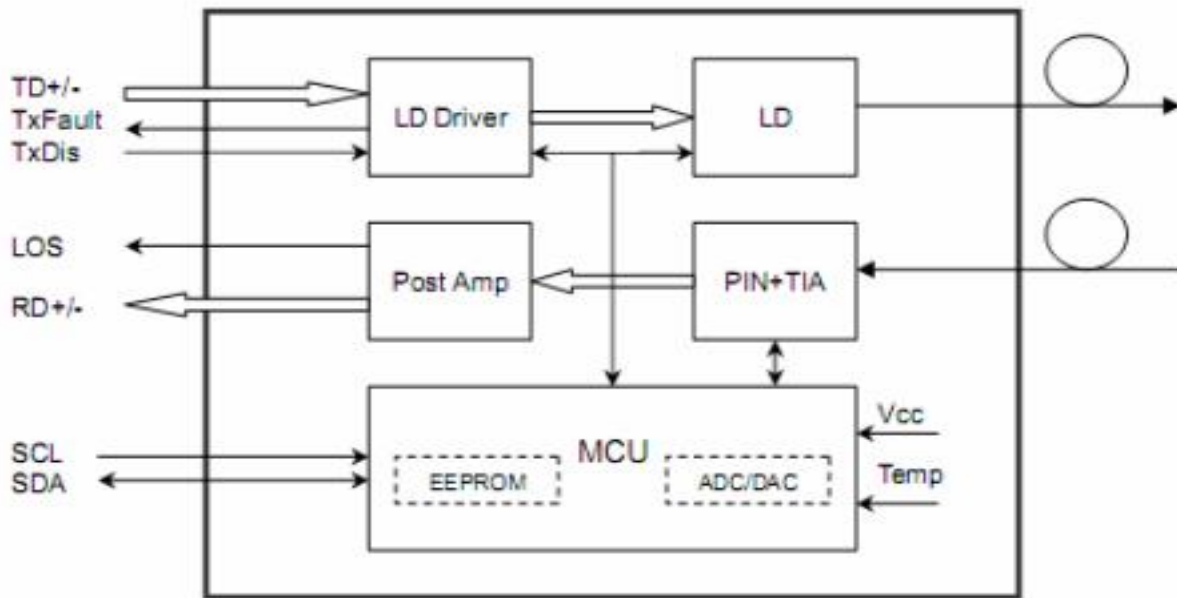 TD+/-
TxFault
TxDis
LD Driver
LD
LOS
RD+/-
Post Amp
PIN+TIA
SCL
SDA
MCU
EEPROM
ADC/DAC
Vcc
Temp